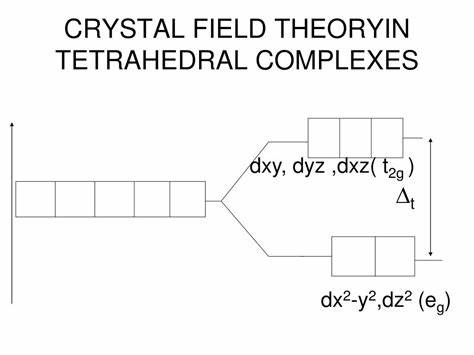 CRYSTAL FIELD THEORYIN
TETRAHEDRAL COMPLEXES
dxy, dyz ,dxz( t₂g )
Δt
dx²-y²,dz² (eg)